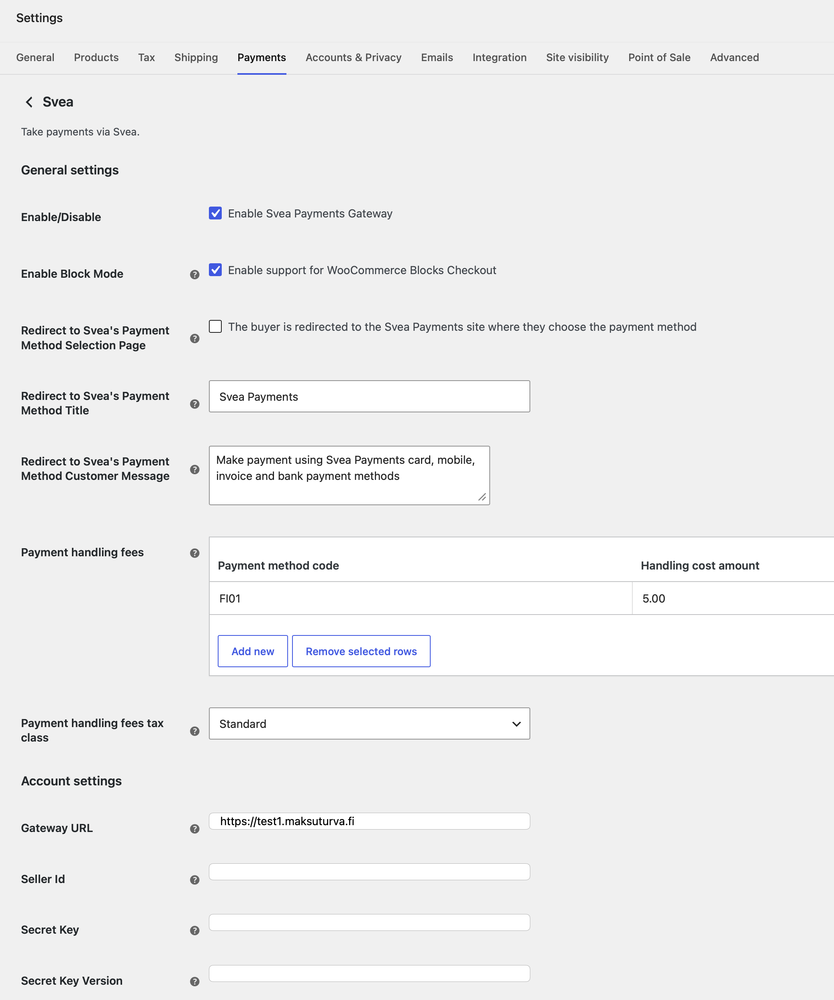 Settings
General Products Tax Shipping Payments Accounts & Privacy Emails Integration Site visibility Point of Sale Advanced
Svea
Take payments via Svea.
General settings
Enable/Disable
Enable Svea Payments Gateway
Enable Block Mode
Enable support for WooCommerce Blocks Checkout
Redirect to Svea's Payment
Method Selection Page
The buyer is redirected to the Svea Payments site where they choose the payment method
Redirect to Svea's Payment
Method Title
Svea Payments
Redirect to Svea's Payment
Method Customer Message
Make payment using Svea Payments card, mobile,
invoice and bank payment methods
Payment handling fees
Payment method code Handling cost amount
FI01 5.00
Add new Remove selected rows
Payment handling fees tax
class
Standard
Account settings
Gateway URL
https://test1.maksuturva.fi
Seller Id
Secret Key
Secret Key Version